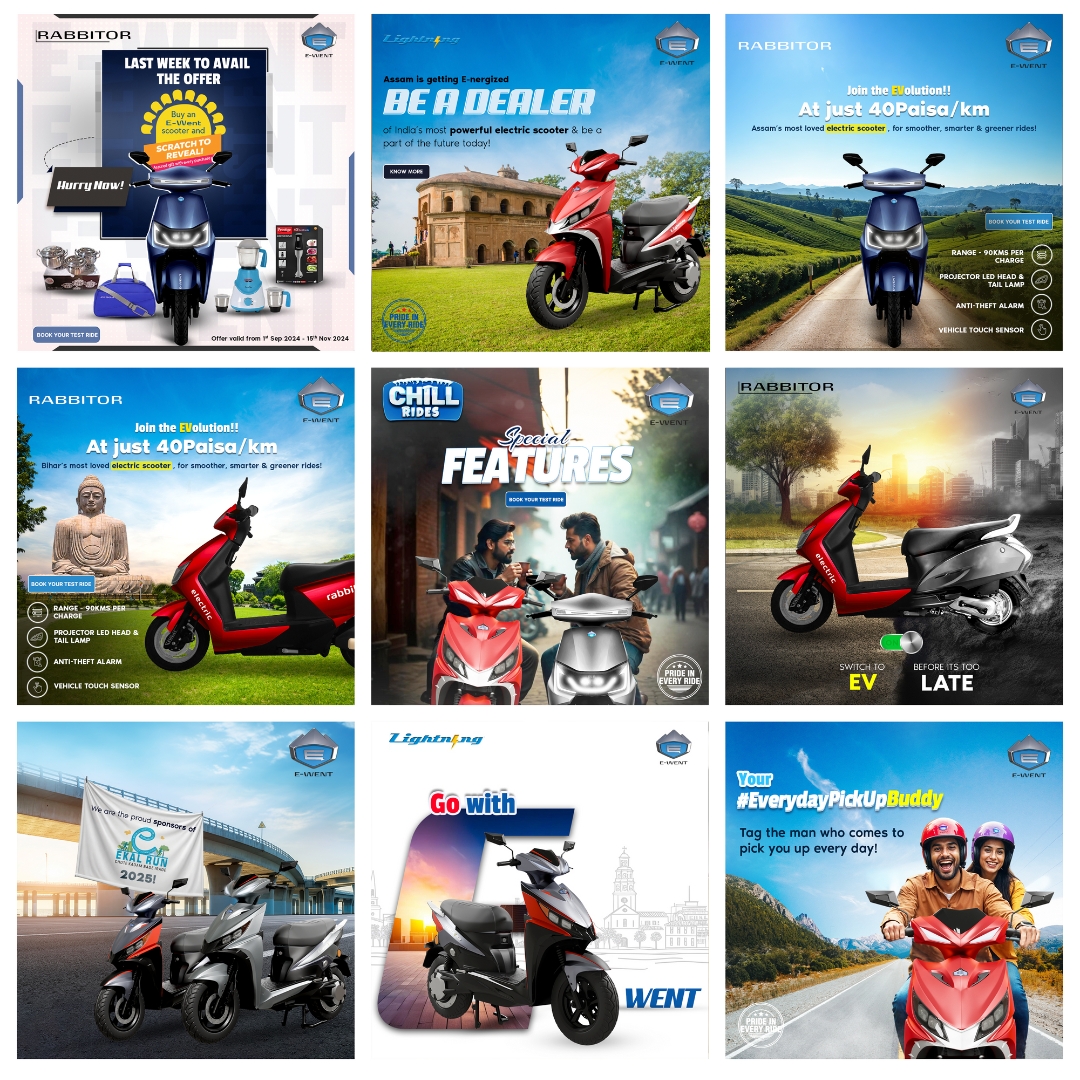 RABBITOR
E-WENT
LAST WEEK TO AVAIL
THE OFFER
Buy an
E-Went
scooter and
SCRATCH TO
REVEAL!
Hurry Now!
BOOK YOUR TEST RIDE
Offer valid from 1st Sep 2024 - 15th Nov 2024
Lightning
E-WENT
Assam is getting E-nergized
BE A DEALER
of India's most powerful electric scooter & be a
part of the future today!
KNOW MORE
PRIDE IN
EVERY RIDE
RABBITOR
E-WENT
Join the EVolution!!
At just 40Paisa/km
Assam's most loved electric scooter, for smoother, smarter & greener rides!
BOOK YOUR TEST RIDE
RANGE - 90KMS PER
CHARGE
PROJECTOR LED HEAD &
TAIL LAMP
ANTI-THEFT ALARM
VEHICLE TOUCH SENSOR
RABBITOR
E-WENT
Join the EVolution!!
At just 40Paisa/km
Bihar's most loved electric scooter, for smoother, smarter & greener rides!
BOOK YOUR TEST RIDE
RANGE - 90KMS PER
CHARGE
PROJECTOR LED HEAD &
TAIL LAMP
ANTI-THEFT ALARM
VEHICLE TOUCH SENSOR
electric
rabbi
CHILL
RIDES
E-WENT
Special
FEATURES
BOOK YOUR TEST RIDE
PRIDE IN
EVERY RIDE
RABBITOR
E-WENT
electric
SWITCH TO
EV
BEFORE ITS TOO
LATE
E-WENT
We are the proud sponsors of
EKAL RUN
2025!
Lightning
E-WENT
Go with
WENT
E-WENT
Your
#EverydayPickUpBuddy
Tag the man who comes to
pick you up every day!
PRIDE IN
EVERY RIDE